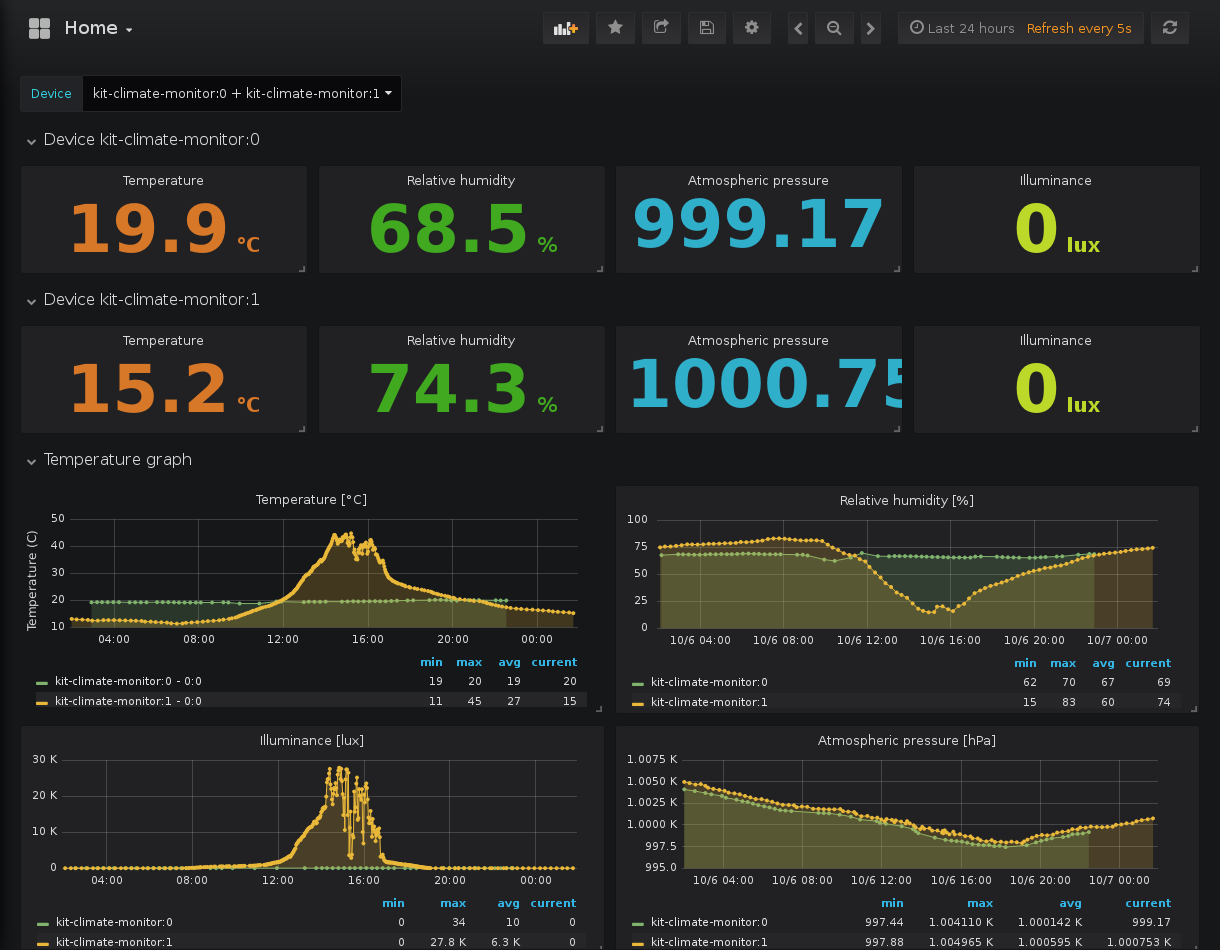 Home
Last 24 hours Refresh every 5s
Device kit-climate-monitor:0 + kit-climate-monitor:1
Device kit-climate-monitor:0
Temperature Relative humidity Atmospheric pressure Illuminance
19.9 °C 68.5 % 999.17 0 lux
Device kit-climate-monitor:1
Temperature Relative humidity Atmospheric pressure Illuminance
15.2 °C 74.3 % 1000.75 0 lux
Temperature graph
Temperature [°C]
Temperature (C)
50
40
30
20
10
04:00 08:00 12:00 16:00 20:00 00:00
min max avg current
kit-climate-monitor:0 - 0:0 19 20 19 20
kit-climate-monitor:1 - 0:0 11 45 27 15
Relative humidity [%]
100
75
50
25
0
10/6 04:00 10/6 08:00 10/6 12:00 10/6 16:00 10/6 20:00 10/7 00:00
min max avg current
kit-climate-monitor:0 62 70 67 69
kit-climate-monitor:1 15 83 60 74
Illuminance [lux]
30 K
20 K
10 K
0
04:00 08:00 12:00 16:00 20:00 00:00
min max avg current
kit-climate-monitor:0 0 34 10 0
kit-climate-monitor:1 0 27.8 K 6.3 K 0
Atmospheric pressure [hPa]
1.0075 K
1.0050 K
1.0025 K
1.0000 K
997.5
995.0
10/6 04:00 10/6 08:00 10/6 12:00 10/6 16:00 10/6 20:00 10/7 00:00
min max avg current
kit-climate-monitor:0 997.44 1.004110 K 1.000142 K 999.17
kit-climate-monitor:1 997.88 1.004965 K 1.000595 K 1.000753 K